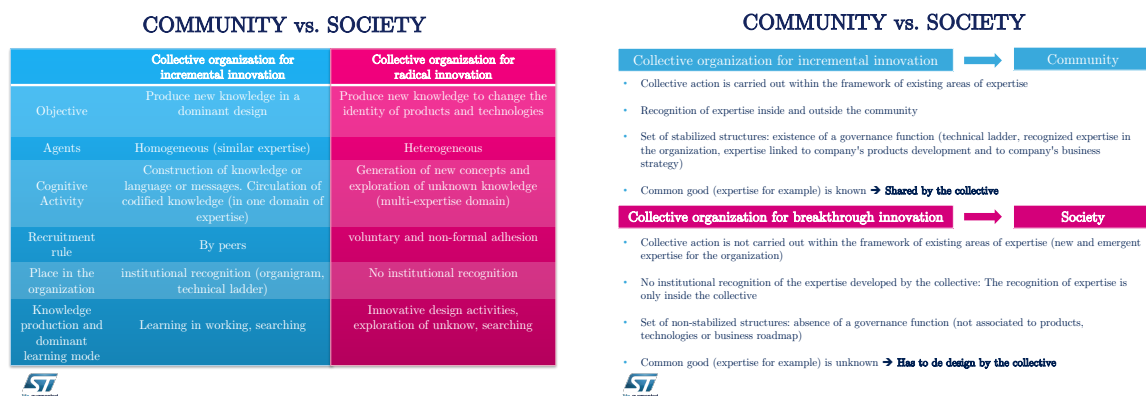 COMMUNITY vs. SOCIETY
Collective organization for
incremental innovation
Collective organization for
radical innovation
Objective
Produce new knowledge in a
dominant design
Produce new knowledge to change the
identity of products and technologies
Agents
Homogeneous (similar expertise)
Heterogeneous
Cognitive
Activity
Construction of knowledge or
language or messages. Circulation of
codified knowledge (in one domain of
expertise)
Generation of new concepts and
exploration of unknown knowledge
(multi-expertise domain)
Recruitment
rule
By peers
voluntary and non-formal adhesion
Place in the
organization
institutional recognition (organigram,
technical ladder)
No institutional recognition
Knowledge
production and
dominant
learning mode
Learning in working, searching
Innovative design activities,
exploration of unknow, searching
ST
COMMUNITY vs. SOCIETY
Collective organization for incremental innovation
Community
• Collective action is carried out within the framework of existing areas of expertise
• Recognition of expertise inside and outside the community
• Set of stabilized structures: existence of a governance function (technical ladder, recognized expertise in
the organization, expertise linked to company's products development and to company's business
strategy)
• Common good (expertise for example) is known ➔ Shared by the collective
Collective organization for breakthrough innovation
Society
• Collective action is not carried out within the framework of existing areas of expertise (new and emergent
expertise for the organization)
• No institutional recognition of the expertise developed by the collective: The recognition of expertise is
only inside the collective
• Set of non-stabilized structures: absence of a governance function (not associated to products,
technologies or business roadmap)
• Common good (expertise for example) is unknown ➔ Has to de design by the collective
ST